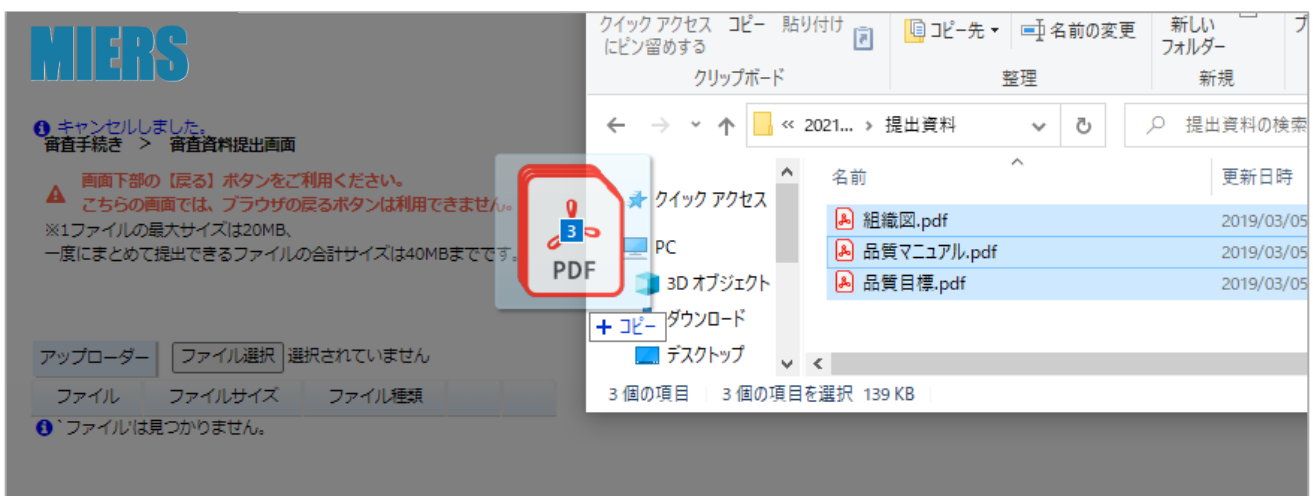 MIERS
キャンセルしました。
審査手続き > 審査資料提出画面
画面下部の【戻る】ボタンをご利用ください。
こちらの画面では、ブラウザの戻るボタンは利用できません。
※1ファイルの最大サイズは20MB、
一度にまとめて提出できるファイルの合計サイズは40MBまでです。
アップローダー ファイル選択 選択されていません
ファイル ファイルサイズ ファイル種類
`ファイル'は見つかりません。
3
PDF
+ コピー
クイック アクセス コピー 貼り付け コピー先 名前の変更 新しい
にピン留めする フォルダー
クリップボード 整理 新規
« 2021... > 提出資料 提出資料の検索
名前 更新日時
クイック アクセス
PC
3D オブジェクト
ダウンロード
デスクトップ
組織図.pdf 2019/03/05
品質マニュアル.pdf 2019/03/05
品質目標.pdf 2019/03/05
3 個の項目 3 個の項目を選択 139 KB